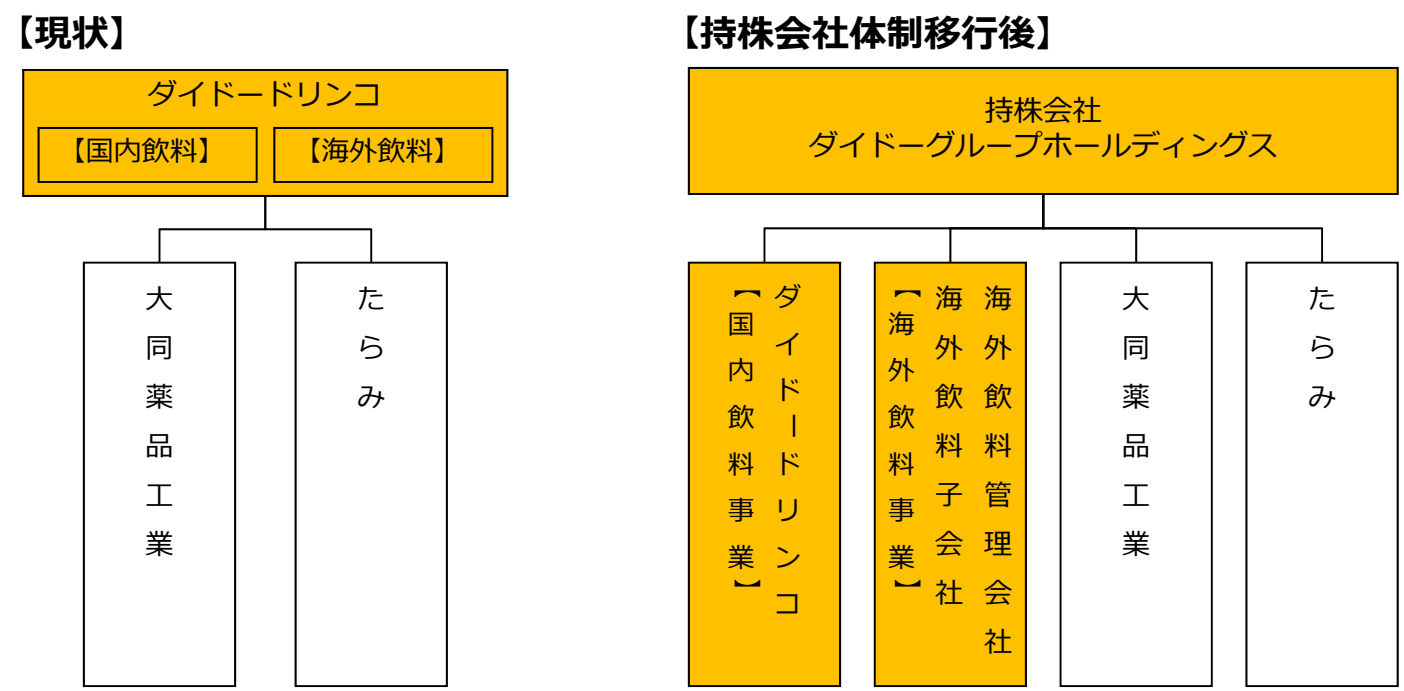 【現状】
ダイドードリンコ
【国内飲料】
【海外飲料】
大同薬品工業
たらみ
【持株会社体制移行後】
持株会社
ダイドーグループホールディングス
ダイドードリンコ
【国内飲料事業】
海外飲料管理会社
海外飲料子会社
【海外飲料事業】
大同薬品工業
たらみ